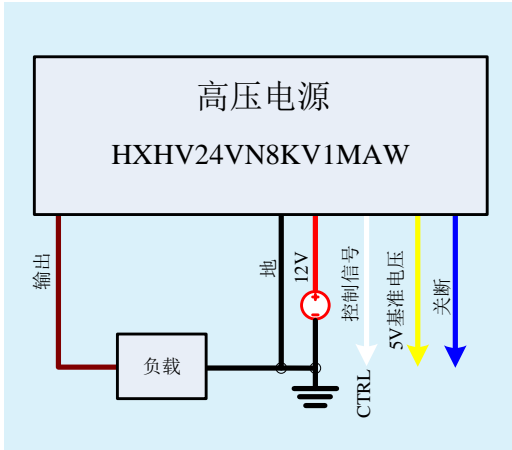 高压电源
HXHV24VN8KV1MAW
输出
地
12V
控制信号
5V基准电压
关断
负载
CTRL